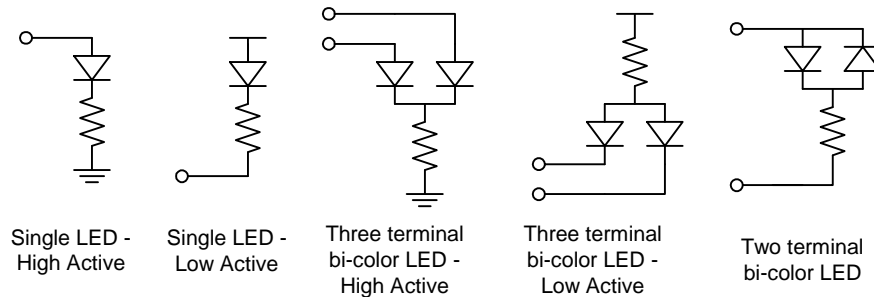 Single LED -
High Active
Single LED -
Low Active
Three terminal
bi-color LED -
High Active
Three terminal
bi-color LED -
Low Active
Two terminal
bi-color LED